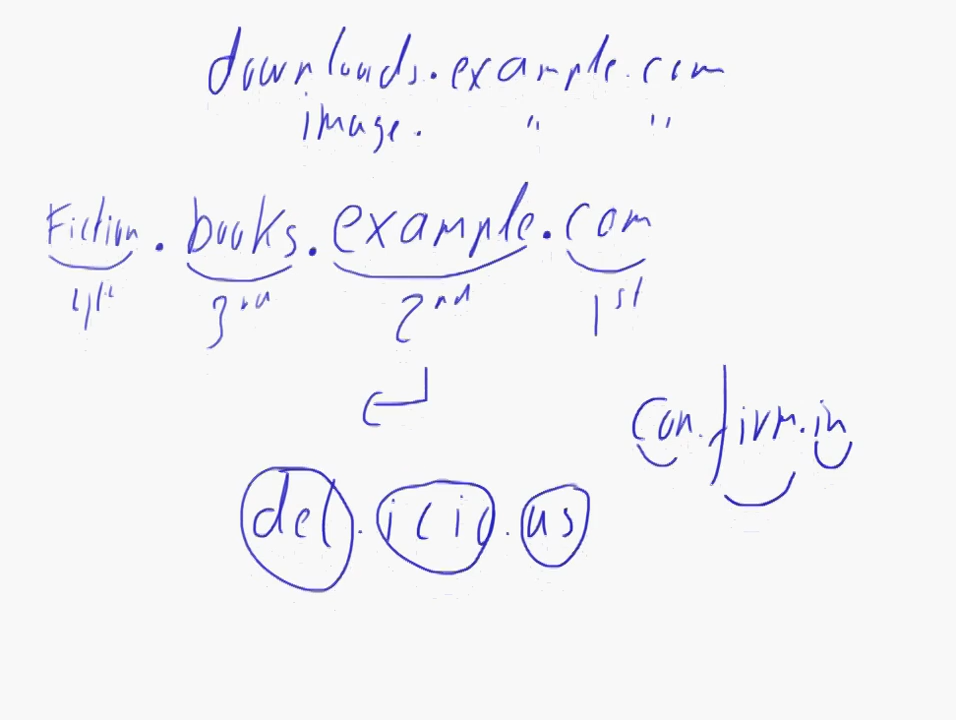 downloads.example.com
image. " "
Fiction.books.example.com
4th 3rd 2nd 1st
con.firm.in
del.icio.us